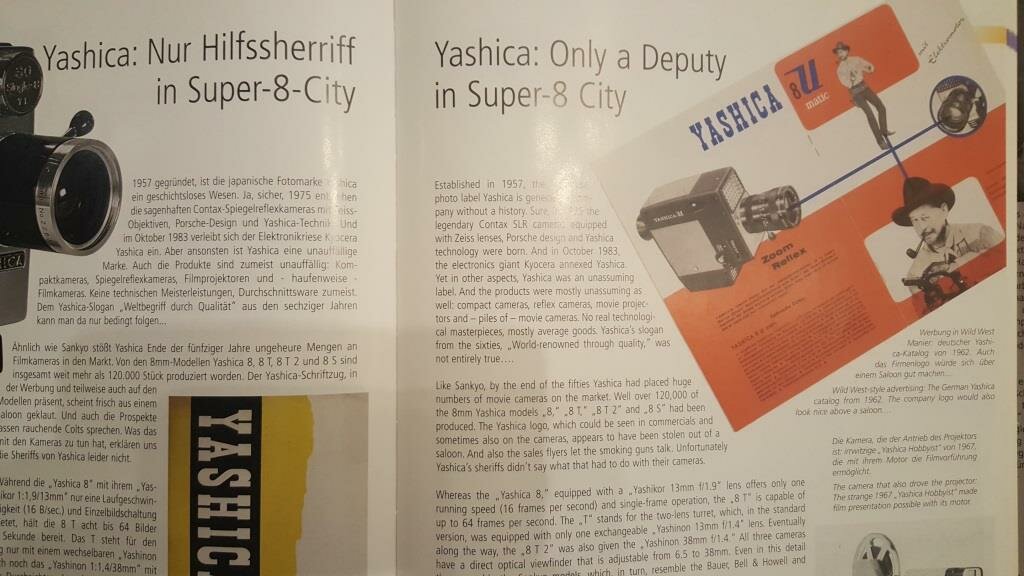 Yashica: Nur Hilfssherriff
in Super-8-City
1957 gegründet, ist die japanische Fotomarke
ein geschichtsloses Wesen. Ja, sicher, 1975
die sagenhaften Contax-Spiegelreflexkameras mit
Objektiven, Porsche-Design und Und
im Oktober 1983 verleibt sich der Elektronikriese Kyocera
Yashica ein. Aber ansonsten ist Yashica eine unauffällige
Marke. Auch die Produkte sind zumeist unauffällig: Kom-
paktkameras, Spiegelreflexkameras, Filmprojektoren und - haufenweise -
Filmkameras. Keine technischen Meisterleistungen, Durchschnittsware zumeist.
Dem Yashica-Slogan „Weltbegriff durch Qualität" aus den sechziger Jahren
kann man da nur bedingt folgen...
Ähnlich wie Sankyo stößt Yashica Ende der fünfziger Jahre ungeheure Mengen an
Filmkameras in den Markt. Von den 8mm-Modellen Yashica 8, 8 T, 8 T 2 und 8 S sind
insgesamt weit mehr als 120.000 Stück produziert worden. Der Yashica-Schriftzug, in
der Werbung und teilweise auch auf den
Modellen präsent, scheint frisch aus einem
aloon geklaut. Und auch die Prospekte
assen rauchende Colts sprechen. Was das
mit den Kameras zu tun hat, erklären uns
die Sheriffs von Yashica leider nicht.
Während die „Yashica 8" mit ihrem „Yas-
ikor 1:1,9/13mm" nur eine Laufgeschwin-
igkeit (16 B/sec.) und Einzelbildschaltung
etet, hält die 8 T acht bis 64 Bilder
Sekunde bereit. Das T steht für den
nur mit einem wechselbaren „Yashinon
ch noch das „Yashinon 1:1,4/38mm" mit
YASHIC
Yashica: Only a Deputy
in Super-8 City
Established in 1957, the
photo label Yashica is
pany without a history. Sure, the
legendary Contax SLR equipped
with Zeiss lenses, Porsche design and Yashica
technology were born. And in October 1983,
the electronics giant Kyocera annexed Yashica.
Yet in other aspects, Yashica was an unassuming
label. And the products were mostly unassuming as
well: compact cameras, reflex cameras, movie projec-
tors and – piles of – movie cameras. No real technologi-
cal masterpieces, mostly average goods. Yashica's slogan
from the sixties, „World-renowned through quality," was
not entirely true….
Like Sankyo, by the end of the fifties Yashica had placed huge
numbers of movie cameras on the market. Well over 120,000 of
the 8mm Yashica models „8," „8 T," „8 T 2" and „8 S" had been
produced. The Yashica logo, which could be seen in commercials and
sometimes also on the cameras, appears to have been stolen out of a
saloon. And also the sales flyers let the smoking guns talk. Unfortunately
Yashica's sheriffs didn't say what that had to do with their cameras.
Whereas the „Yashica 8," equipped with a „Yashikor 13mm f/1.9" lens offers only one
running speed (16 frames per second) and single-frame operation, the „8 T" is capable of
up to 64 frames per second. The „T" stands for the two-lens turret, which, in the standard
version, was equipped with only one exchangeable „Yashinon 13mm f/1.4" lens. Eventually
along the way, the „8 T 2" was also given the „Yashinon 38mm f/1.4." All three cameras
have a direct optical viewfinder that is adjustable from 6.5 to 38mm. Even in this detail
models, which, in turn, resemble the Bauer, Bell & Howell and
YASHICA
8 U
matic
mit
Elektromotor
Zoom
Reflex
Werbung in Wild West
Manier: deutscher Yashi-
ca-Katalog von 1962. Auch
das Firmenlogo würde sich über
einem Saloon gut machen....
Wild West-style advertising: The German Yashica
catalog from 1962. The company logo would also
look nice above a saloon….
Die Kamera, die der Antrieb des Projektors
ist: irrwitzige „Yashica Hobbyist" von 1967,
die mit ihrem Motor die Filmvorführung
ermöglicht.
The camera that also drove the projector:
The strange 1967 „Yashica Hobbyist" made
film presentation possible with its motor.